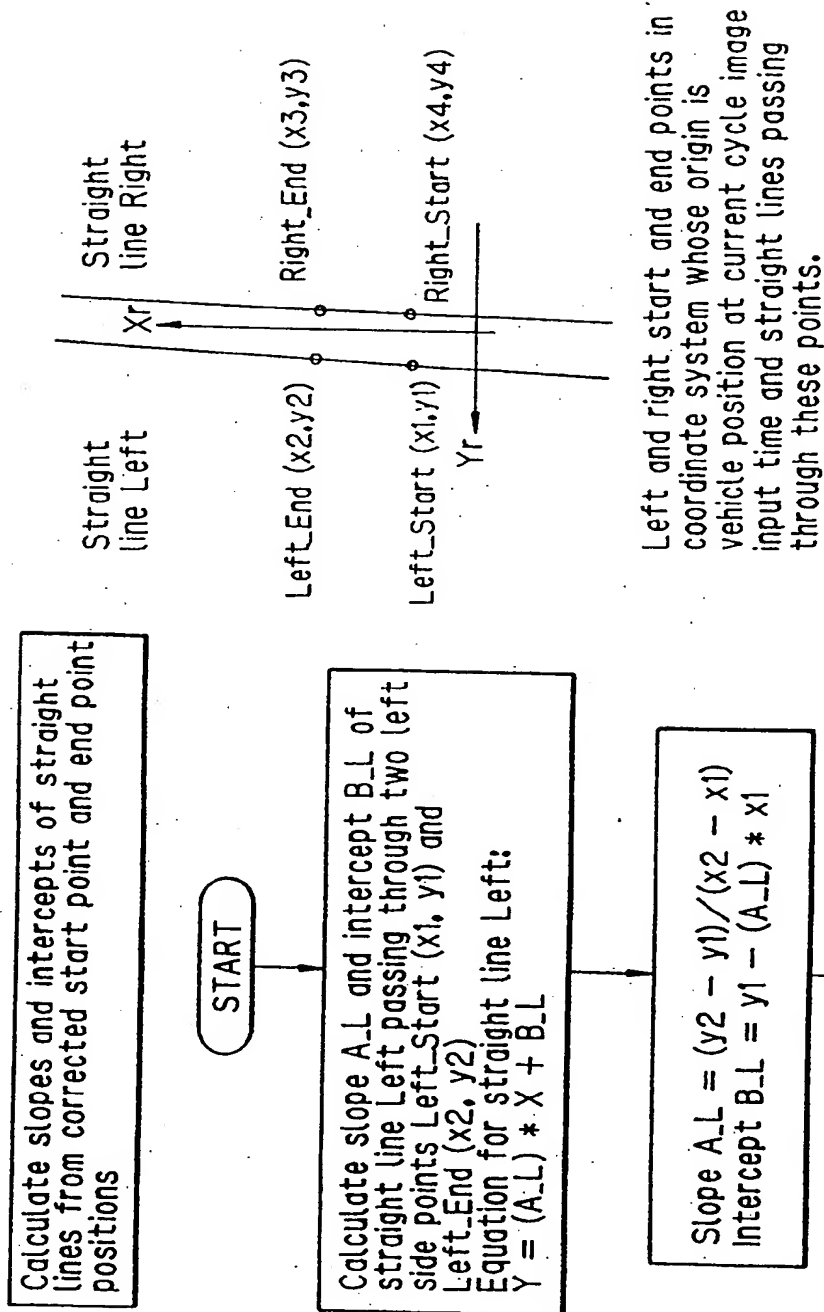 Calculate slopes and intercepts of straight
lines from corrected start point and end point
positions
START
Calculate slope A_L and intercept B_L of
straight line Left passing through two left
side points Left_Start (x1, y1) and
Left_End (x2, y2)
Equation for straight line Left:
Y = (A_L) * X + B_L
Slope A_L = (y2 − y1)/(x2 − x1)
Intercept B_L = y1 − (A_L) * x1
Straight
line Left
Straight
line Right
Xr
Left_End (x2,y2)
Right_End (x3,y3)
Left_Start (x1,y1)
Right_Start (x4,y4)
Yr
Left and right start and end points in
coordinate system whose origin is
vehicle position at current cycle image
input time and straight lines passing
through these points.